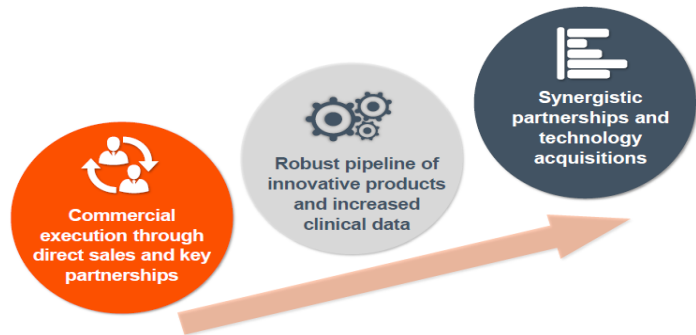 Commercial
execution through
direct sales and key
partnerships
Robust pipeline of
innovative products
and increased
clinical data
Synergistic
partnerships and
technology
acquisitions